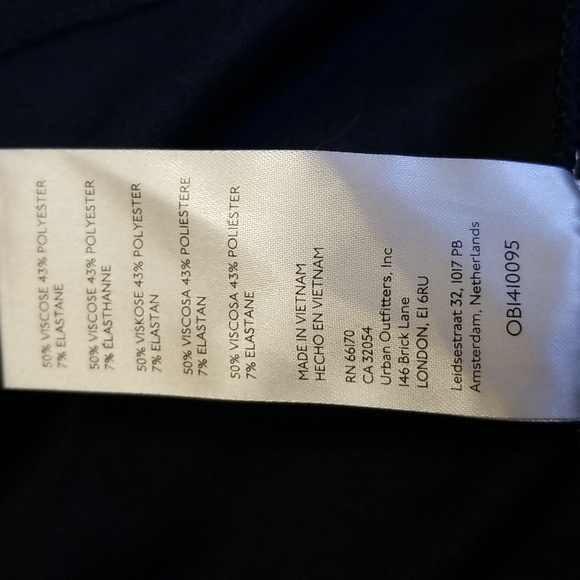 50% VISCOSE 43% POLYESTER
7% ELASTANE
50% VISCOSE 43% POLYESTER
7% ÉLASTHANNE
50% VISKOSE 43% POLYESTER
7% ELASTAN
50% VISCOSA 43% POLIESTERE
7% ELASTAN
50% VISCOSA 43% POLIÉSTER
7% ELASTANE
MADE IN VIETNAM
HECHO EN VIETNAM
RN 66170
CA 32054
Urban Outfitters, Inc
146 Brick Lane
LONDON, E1 6RU
Leidsestraat 32, 1017 PB
Amsterdam, Netherlands
OB1410095